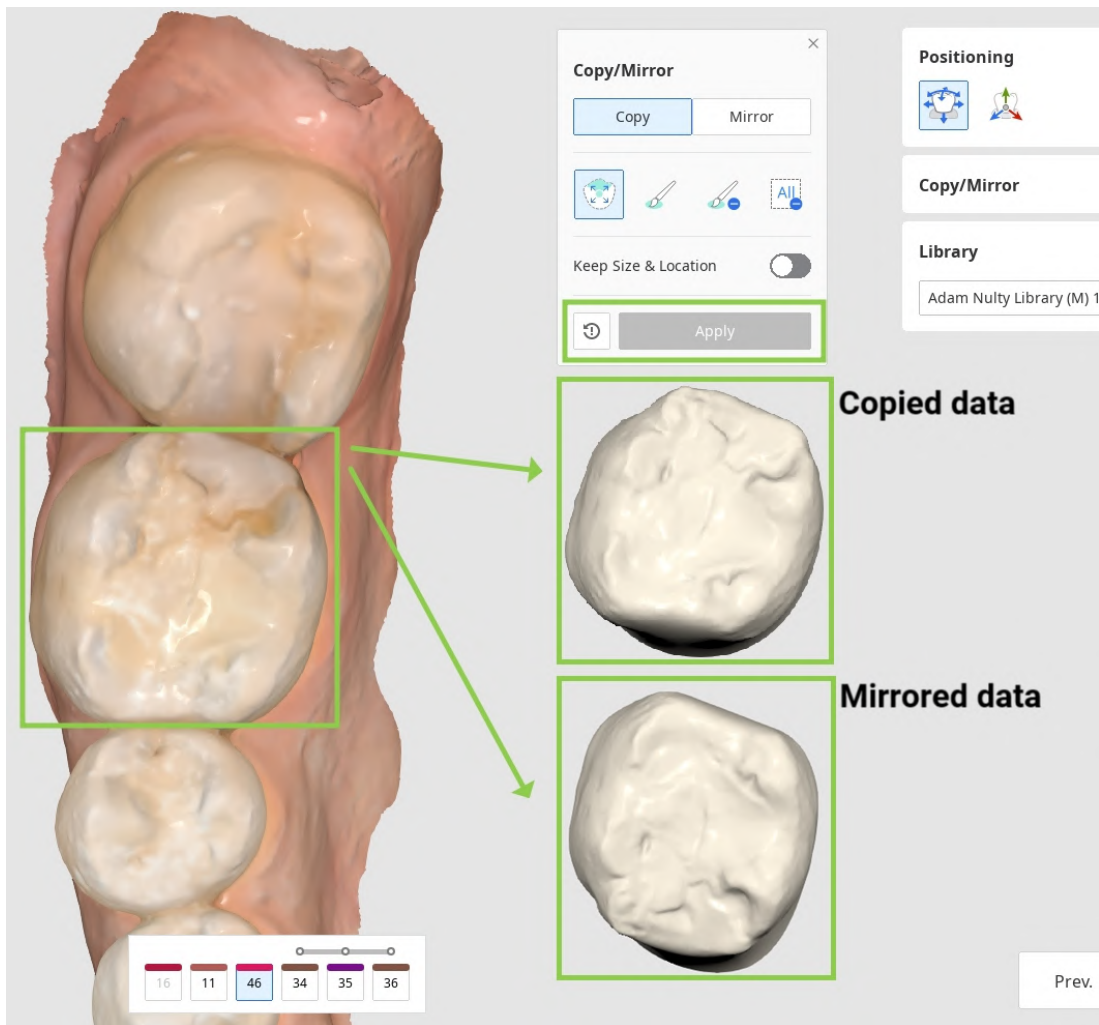 Copy/Mirror
Copy Mirror
All
Keep Size & Location
Apply
Positioning
Copy/Mirror
Library
Adam Nulty Library (M) 1
Copied data
Mirrored data
16 11 46 34 35 36
Prev.